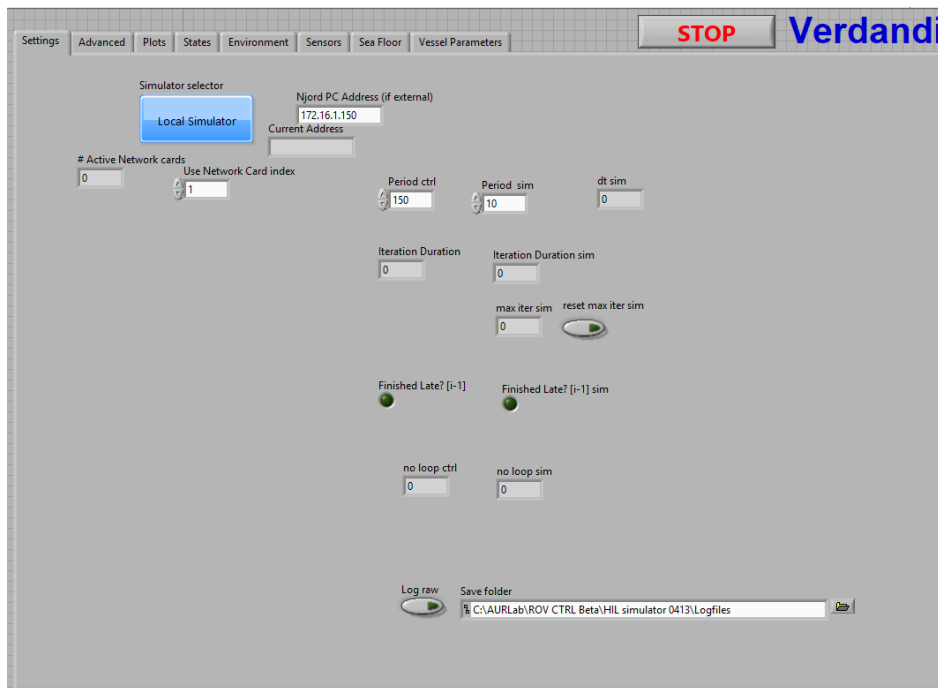 Settings
Advanced
Plots
States
Environment
Sensors
Sea Floor
Vessel Parameters
STOP
Verdandi
Simulator selector
Local Simulator
Njord PC Address (if external)
172.16.1.150
Current Address
# Active Network cards
0
Use Network Card index
1
Period ctrl
150
Period sim
10
dt sim
0
Iteration Duration
0
Iteration Duration sim
0
max iter sim
0
reset max iter sim
Finished Late? [i-1]
Finished Late? [i-1] sim
no loop ctrl
0
no loop sim
0
Log raw
Save folder
C:\AURLab\ROV CTRL Beta\HIL simulator 0413\Logfiles